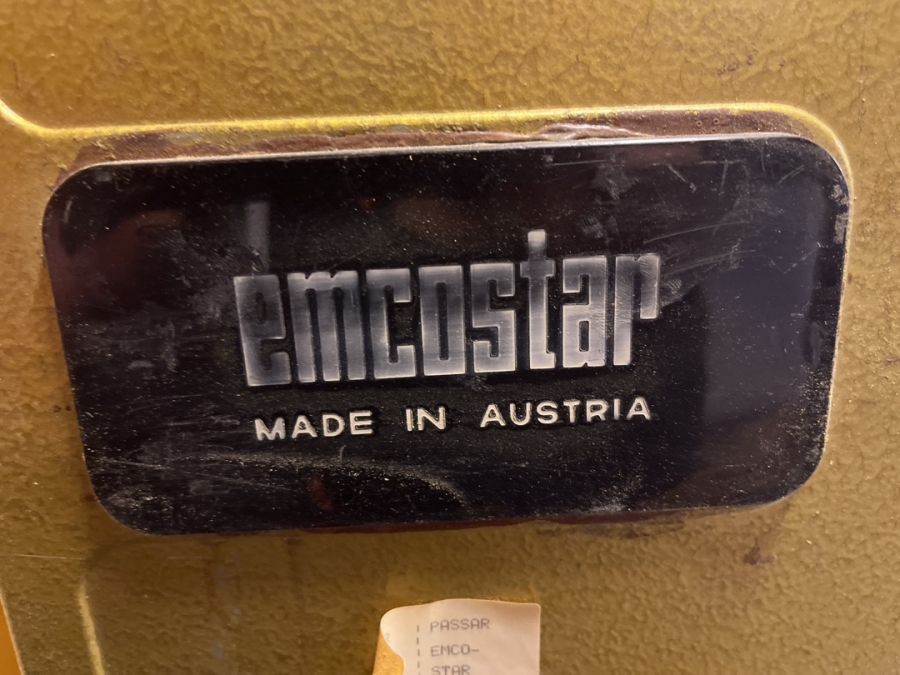 emcostar
MADE IN AUSTRIA
PASSAR
EMCO-
STAR